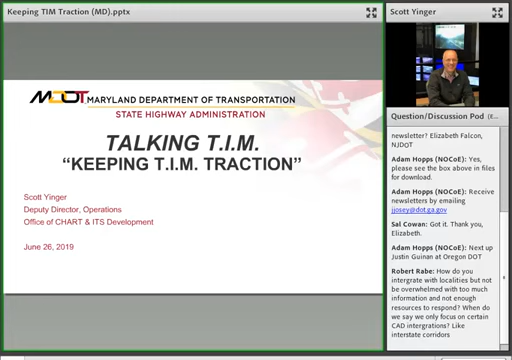 Keeping TIM Traction (MD).pptx
MDOT MARYLAND DEPARTMENT OF TRANSPORTATION
STATE HIGHWAY ADMINISTRATION
TALKING T.I.M.
“KEEPING T.I.M. TRACTION”
Scott Yinger
Deputy Director, Operations
Office of CHART & ITS Development
June 26, 2019
Scott Yinger
Question/Discussion Pod
newsletter? Elizabeth Falcon,
NJDOT
Adam Hopps (NOCoE): Yes,
please see the box above in files
for download.
Adam Hopps (NOCoE): Receive
newsletters by emailing
jjosey@dot.ga.gov
Sal Cowan: Got it. Thank you,
Elizabeth.
Adam Hopps (NOCoE): Next up
Justin Guinan at Oregon DOT
Robert Rabe: How do you
intergrate with localities but not
be overwhelmed with too much
information and not enough
resources to respond? When do
we say we only focus on certain
CAD intergrations? Like
interstate corridors